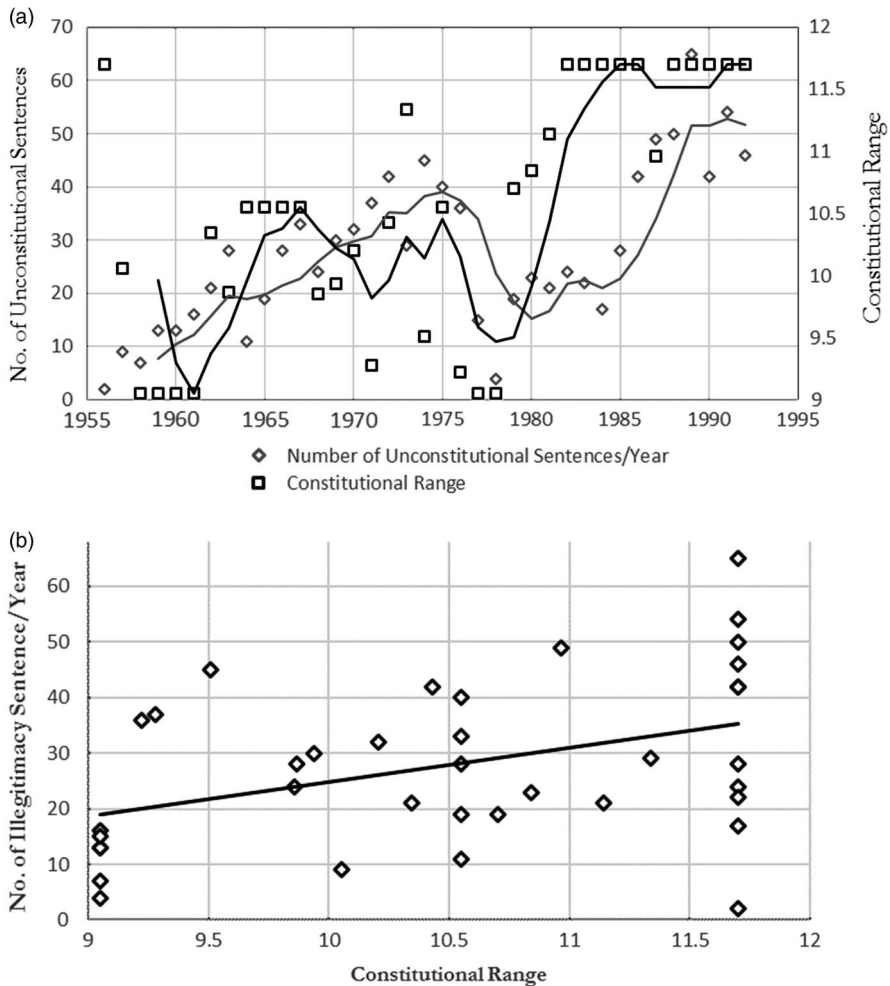 (a)
70
60
50
40
30
20
10
0
No. of Unconstitutional Sentences
12
11.5
11
10.5
10
9.5
9
Constitutional Range
1955 1960 1965 1970 1975 1980 1985 1990 1995
Number of Unconstitutional Sentences/Year
Constitutional Range
(b)
60
50
40
30
20
10
0
No. of Illegitimacy Sentence/Year
9 9.5 10 10.5 11 11.5 12
Constitutional Range